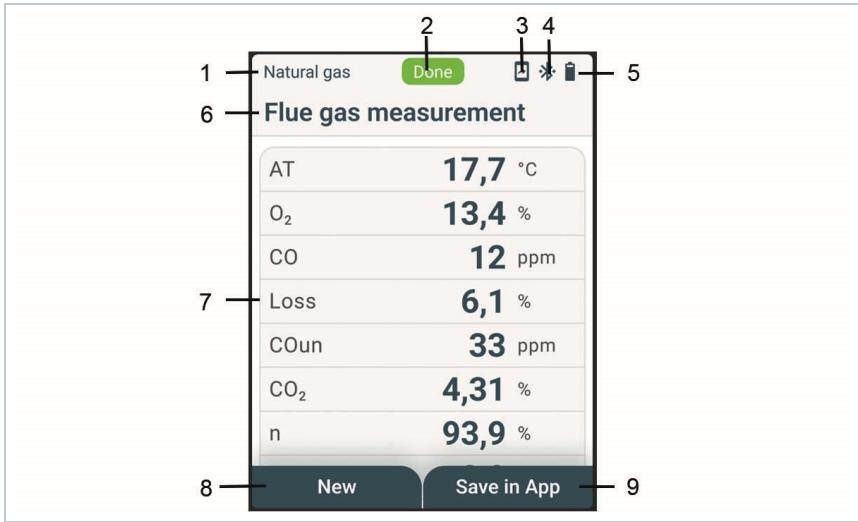 2 3 4
1 Natural gas Done 5
6 Flue gas measurement
AT 17,7 °C
O₂ 13,4 %
CO 12 ppm
7 Loss 6,1 %
COun 33 ppm
CO₂ 4,31 %
n 93,9 %
8 New Save in App 9